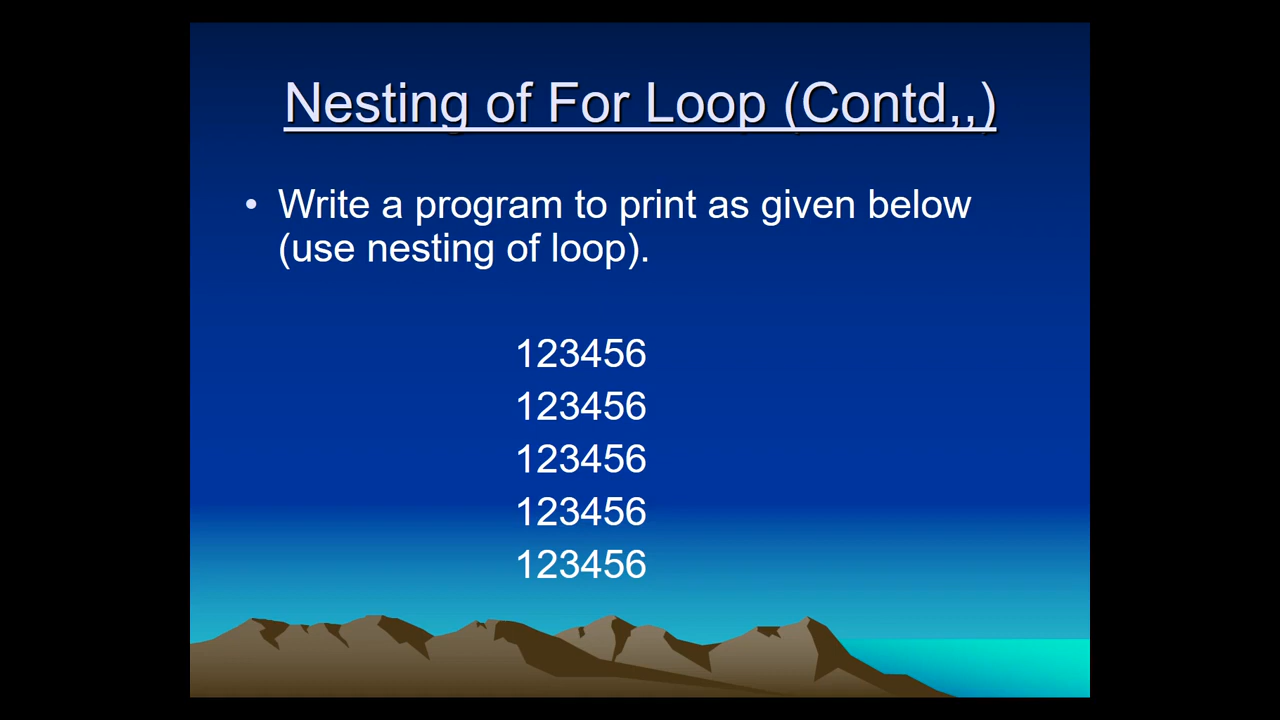 Nesting of For Loop (Contd,,)
• Write a program to print as given below
(use nesting of loop).
123456
123456
123456
123456
123456